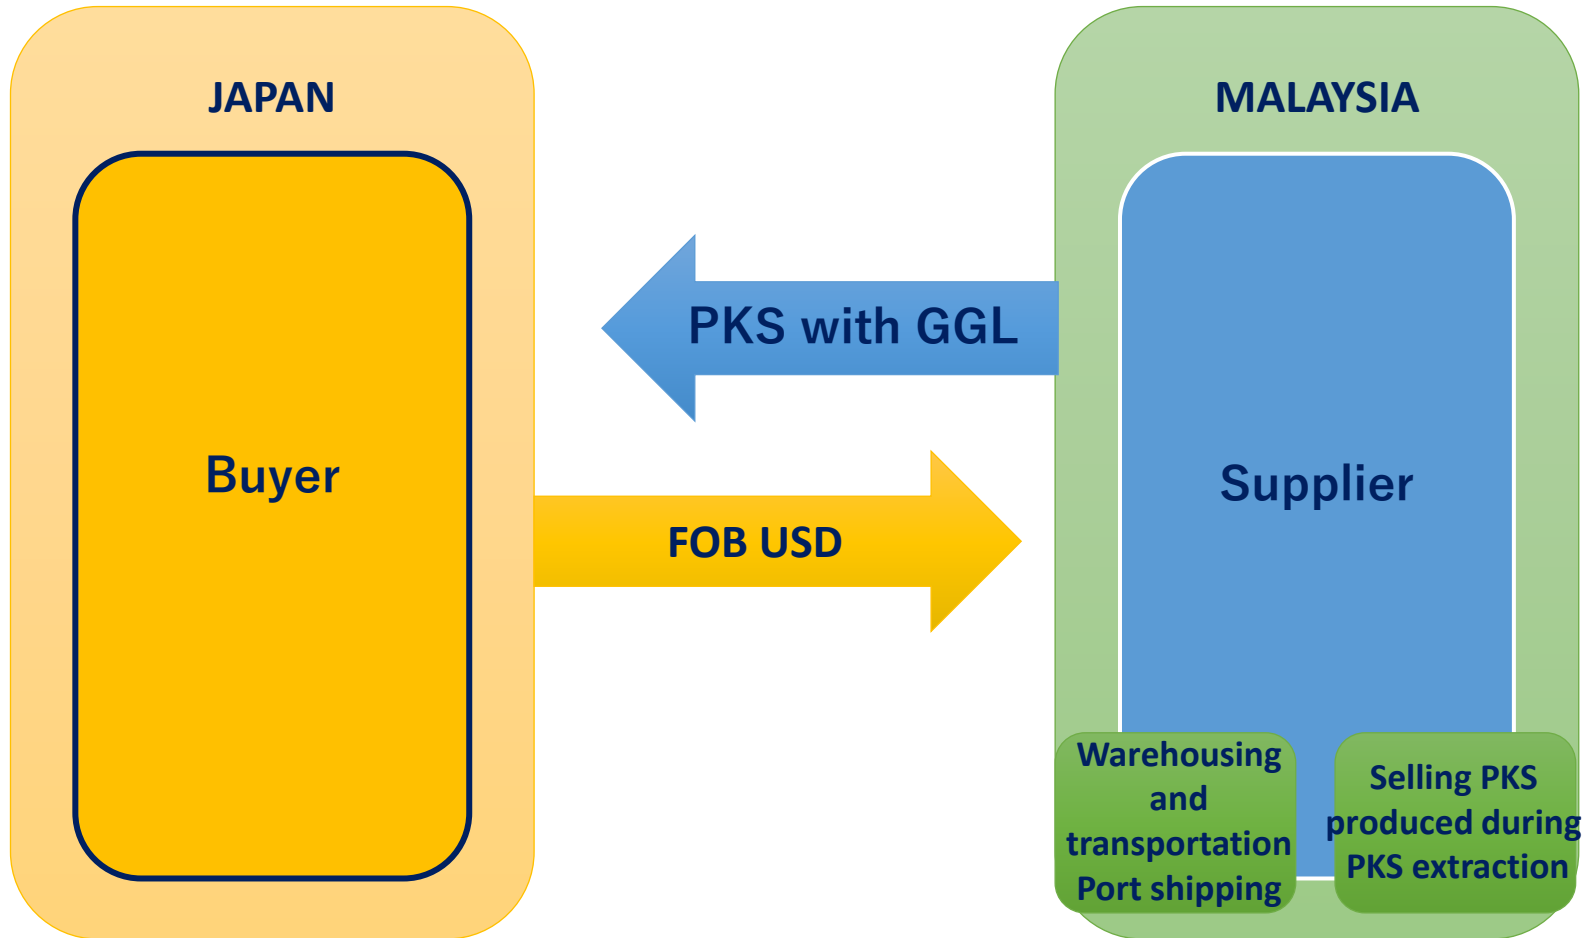 JAPAN
MALAYSIA
PKS with GGL
Buyer
Supplier
FOB USD
Warehousing
and
transportation
Port shipping
Selling PKS
produced during
PKS extraction